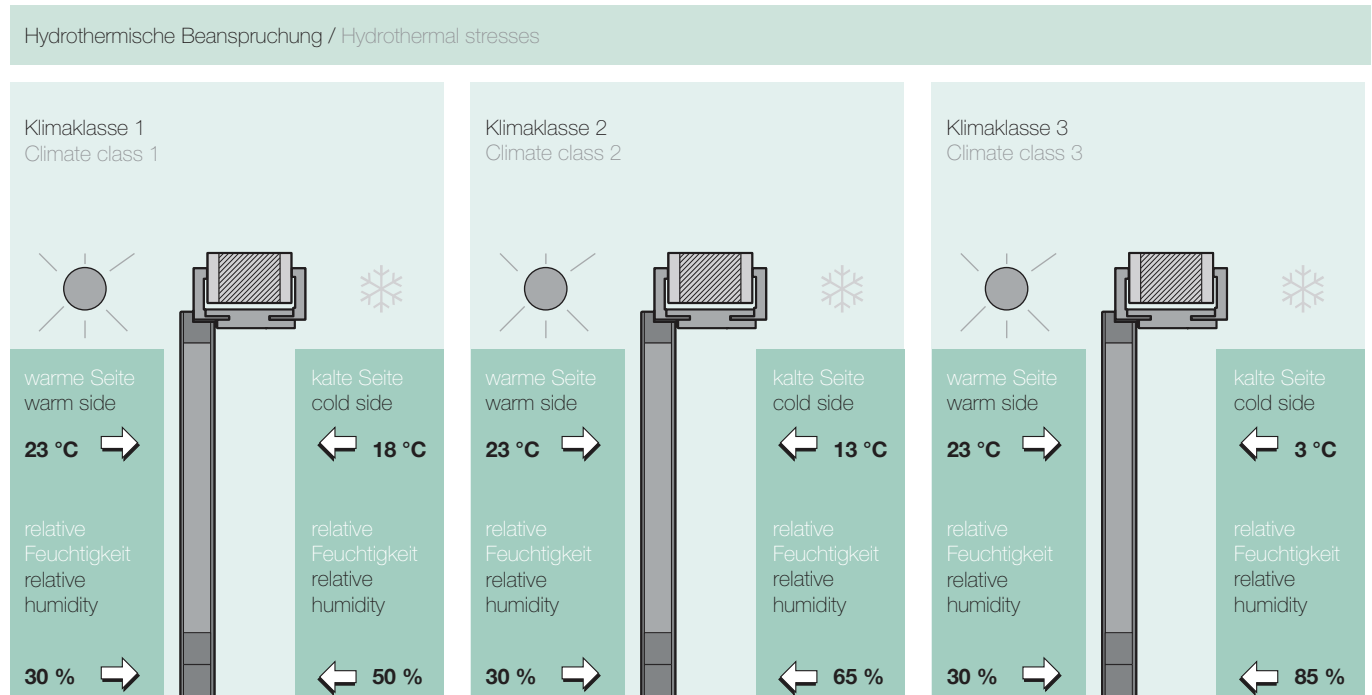 Hydrothermische Beanspruchung / Hydrothermal stresses
Klimaklasse 1
Climate class 1
warme Seite
warm side
23 °C
kalte Seite
cold side
18 °C
relative
Feuchtigkeit
relative
humidity
30 %
relative
Feuchtigkeit
relative
humidity
50 %
Klimaklasse 2
Climate class 2
warme Seite
warm side
23 °C
kalte Seite
cold side
13 °C
relative
Feuchtigkeit
relative
humidity
30 %
relative
Feuchtigkeit
relative
humidity
65 %
Klimaklasse 3
Climate class 3
warme Seite
warm side
23 °C
kalte Seite
cold side
3 °C
relative
Feuchtigkeit
relative
humidity
30 %
relative
Feuchtigkeit
relative
humidity
85 %